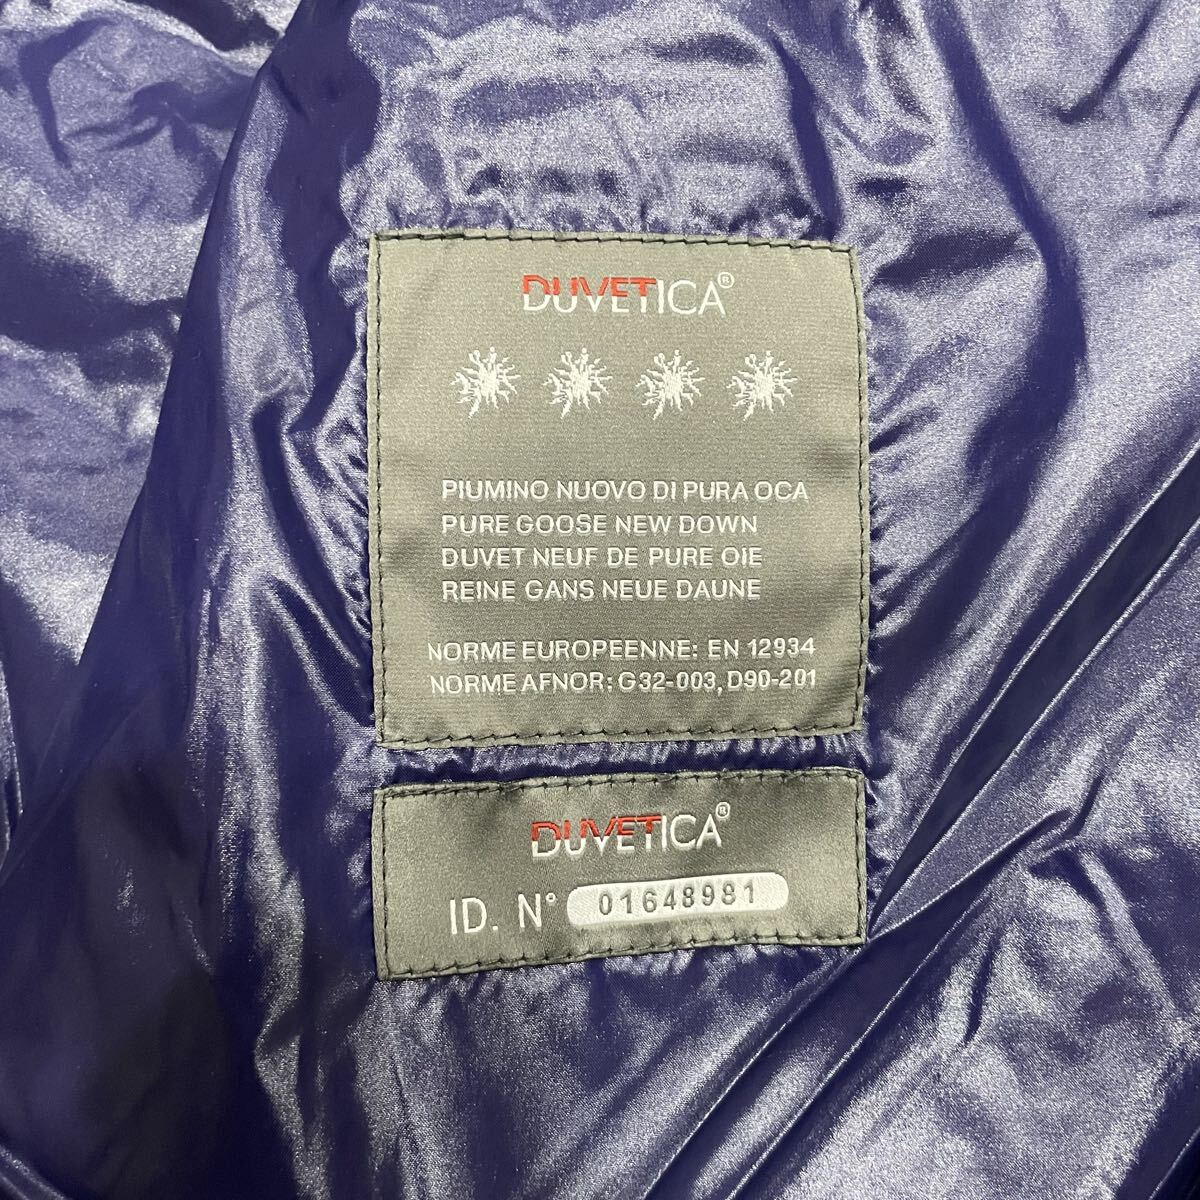 DUVETICA®
PIUMINO NUOVO DI PURA OCA
PURE GOOSE NEW DOWN
DUVET NEUF DE PURE OIE
REINE GANS NEUE DAUNE
NORME EUROPEENNE: EN 12934
NORME AFNOR: G32-003, D90-201
DUVETICA®
ID. N° 01648981